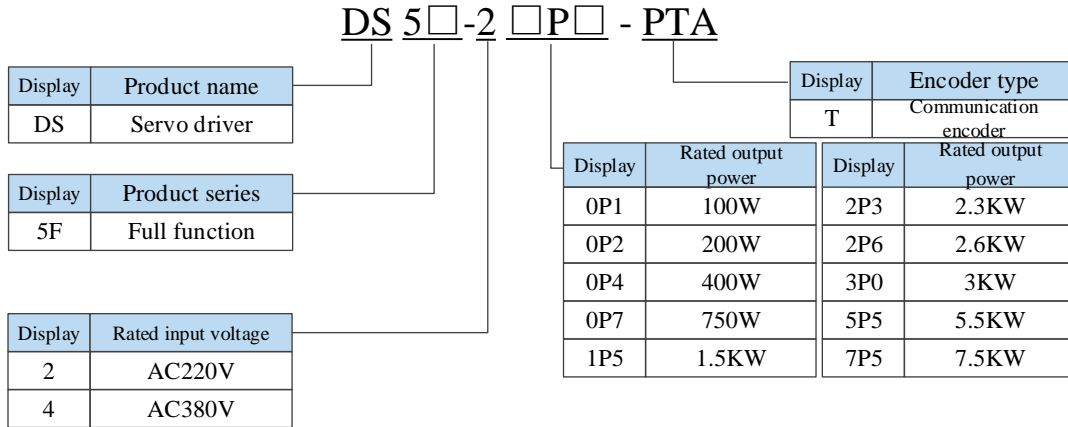 DS 5□-2 □P□ - PTA
Display Product name
DS Servo driver
Display Product series
5F Full function
Display Rated input voltage
2 AC220V
4 AC380V
Display Encoder type
T Communication
encoder
Display Rated output
power
0P1 100W
0P2 200W
0P4 400W
0P7 750W
1P5 1.5KW
Display Rated output
power
2P3 2.3KW
2P6 2.6KW
3P0 3KW
5P5 5.5KW
7P5 7.5KW